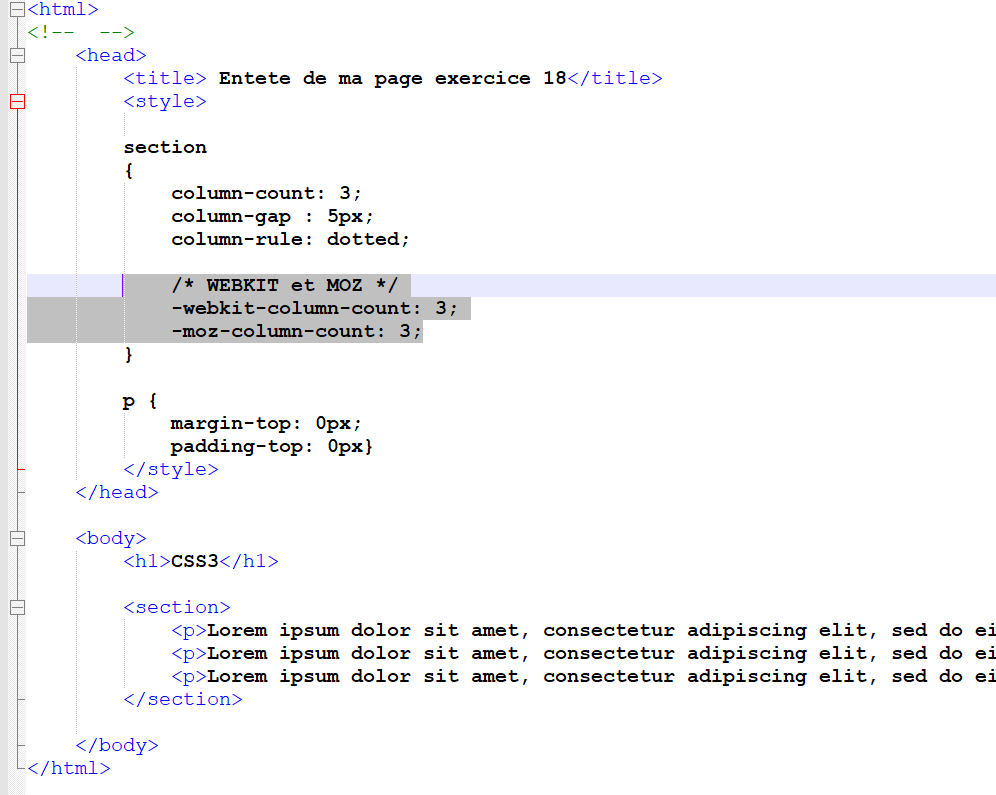 <html>
<!--  -->
<head>
<title> Entete de ma page exercice 18</title>
<style>
section
{
column-count: 3;
column-gap : 5px;
column-rule: dotted;
/* WEBKIT et MOZ */
-webkit-column-count: 3;
-moz-column-count: 3;
}
p {
margin-top: 0px;
padding-top: 0px}
</style>
</head>
<body>
<h1>CSS3</h1>
<section>
<p>Lorem ipsum dolor sit amet, consectetur adipiscing elit, sed do ei
<p>Lorem ipsum dolor sit amet, consectetur adipiscing elit, sed do ei
<p>Lorem ipsum dolor sit amet, consectetur adipiscing elit, sed do ei
</section>
</body>
</html>